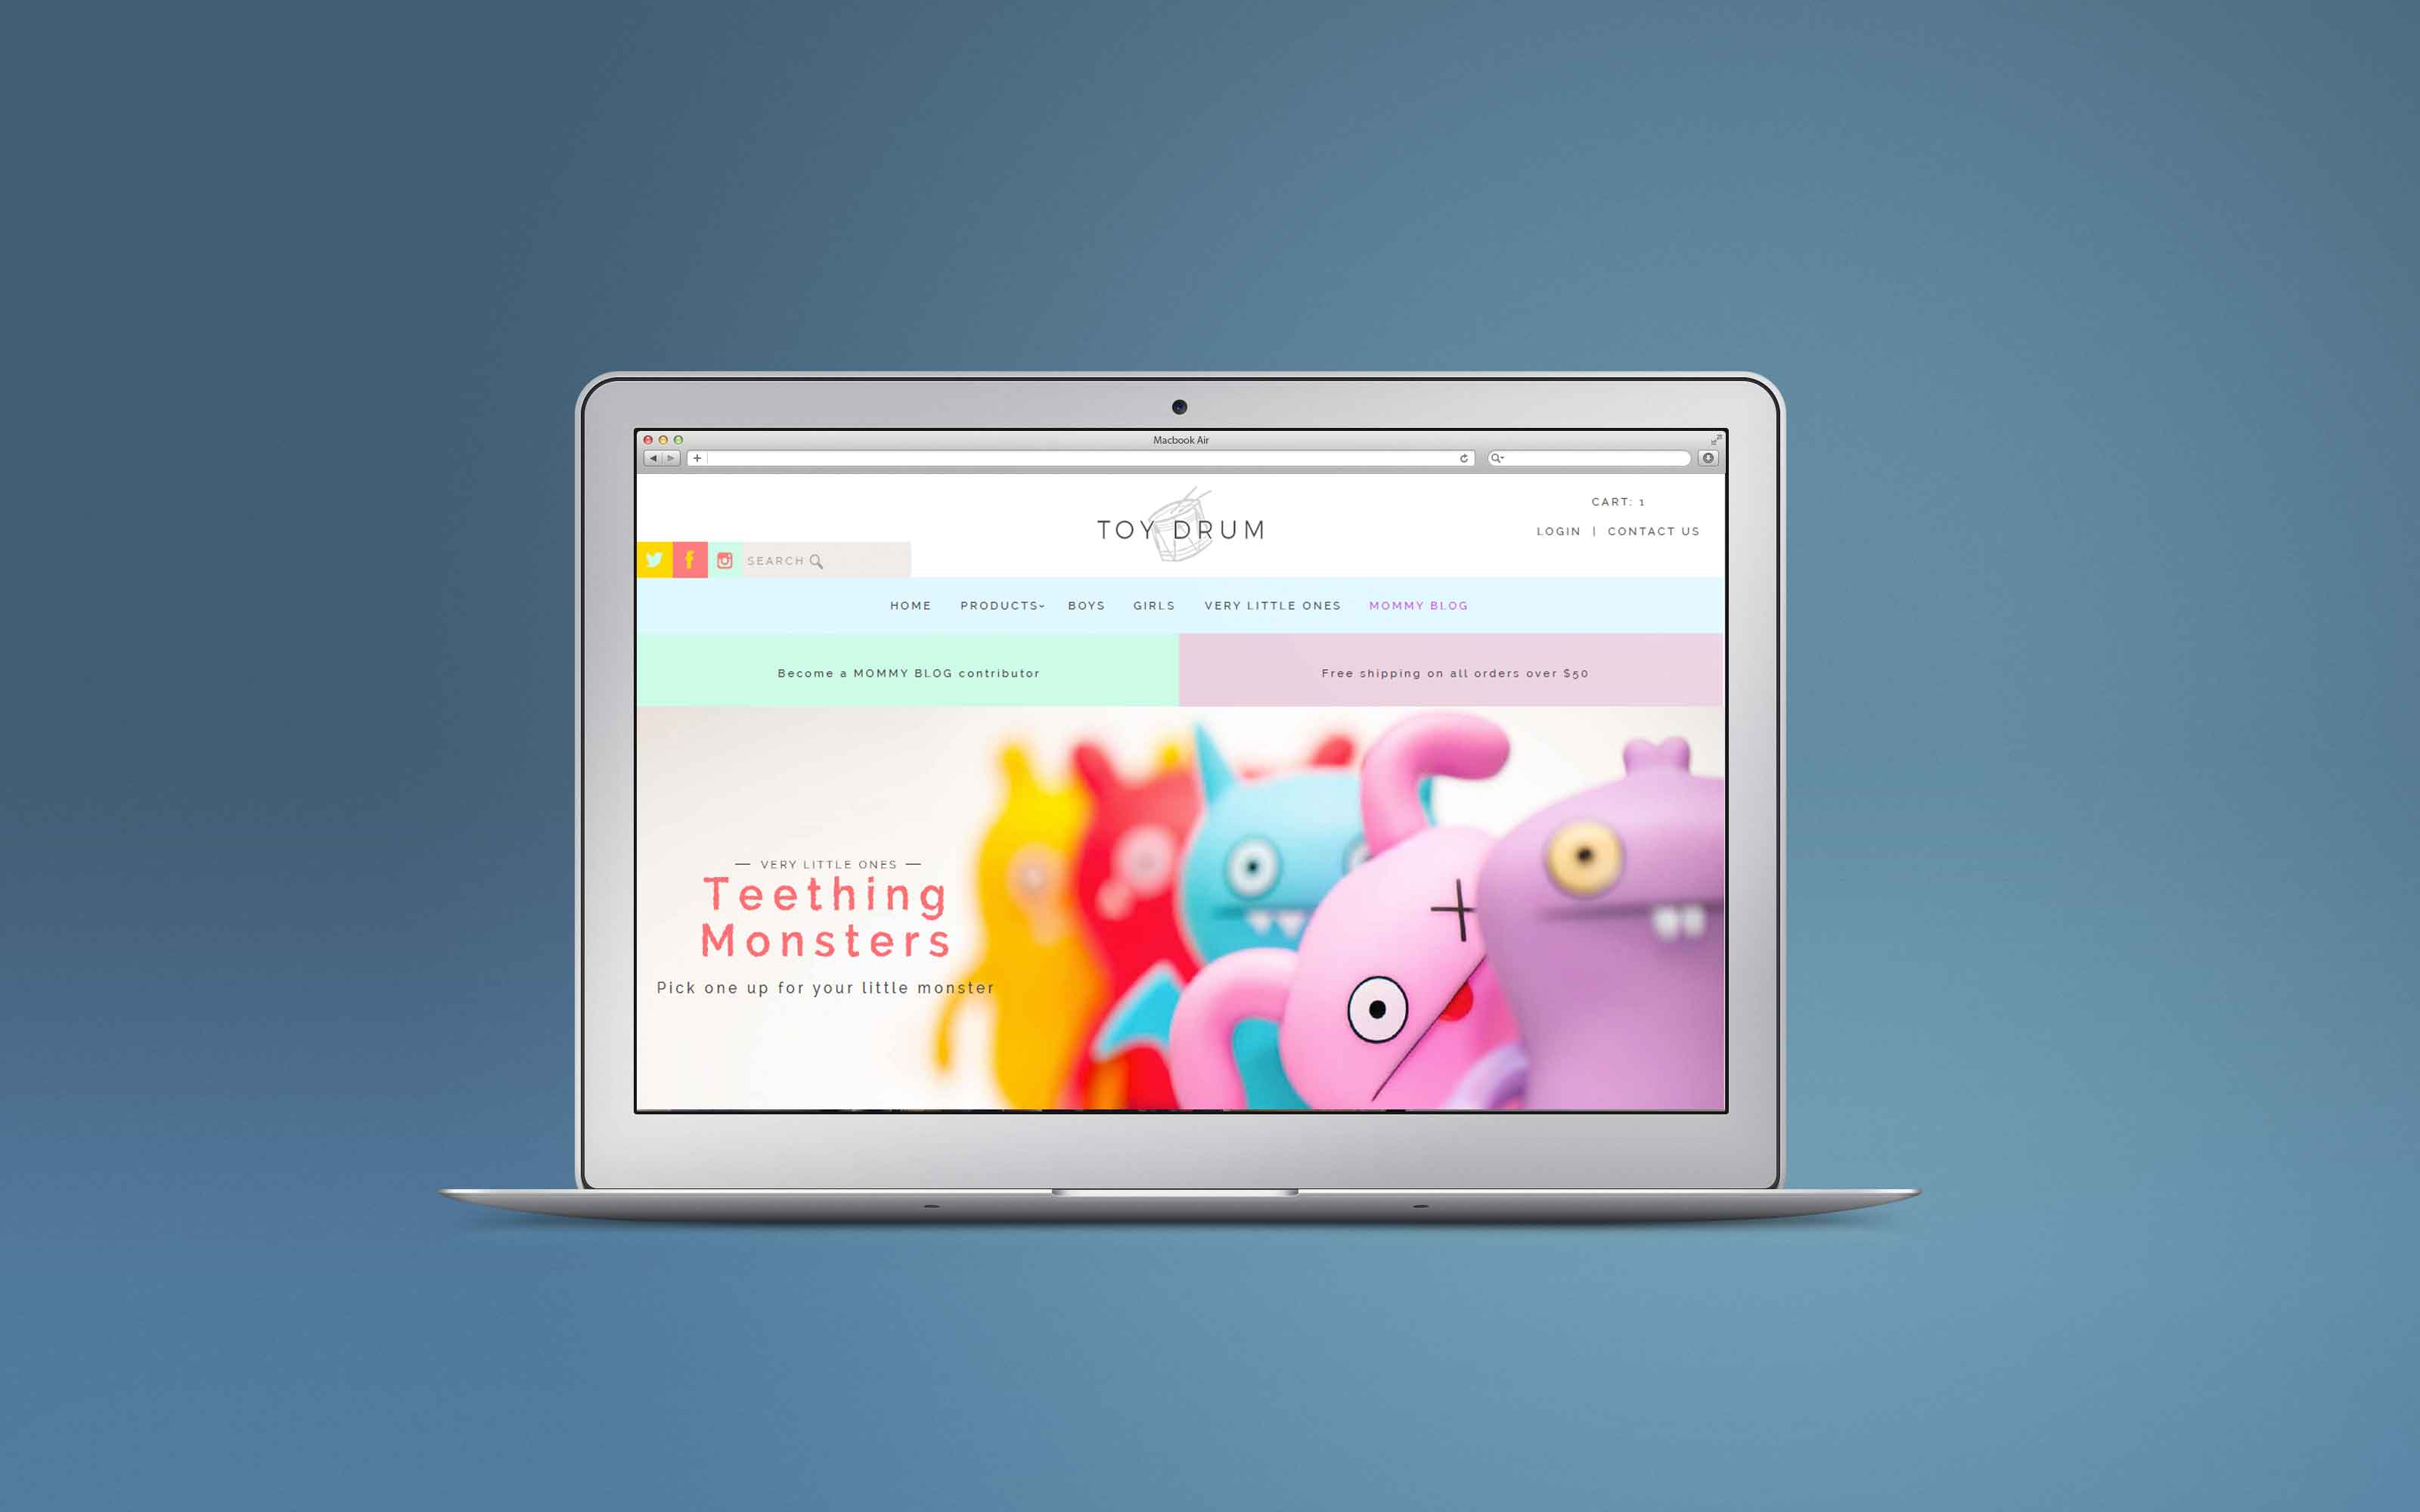 Macbook Air
CART: 1
TOY DRUM
LOGIN | CONTACT US
SEARCH
HOME PRODUCTS BOYS GIRLS VERY LITTLE ONES MOMMY BLOG
Become a MOMMY BLOG contributor
Free shipping on all orders over $50
VERY LITTLE ONES
Teething
Monsters
Pick one up for your little monster